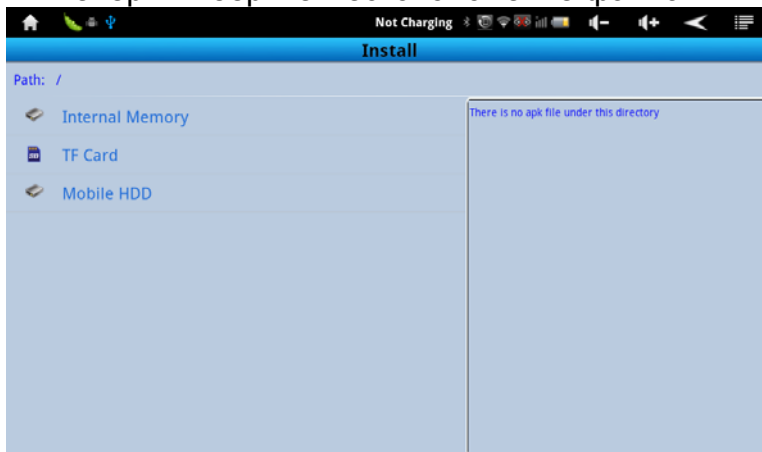 Not Charging
Install
Path: /
Internal Memory
There is no apk file under this directory
TF Card
Mobile HDD